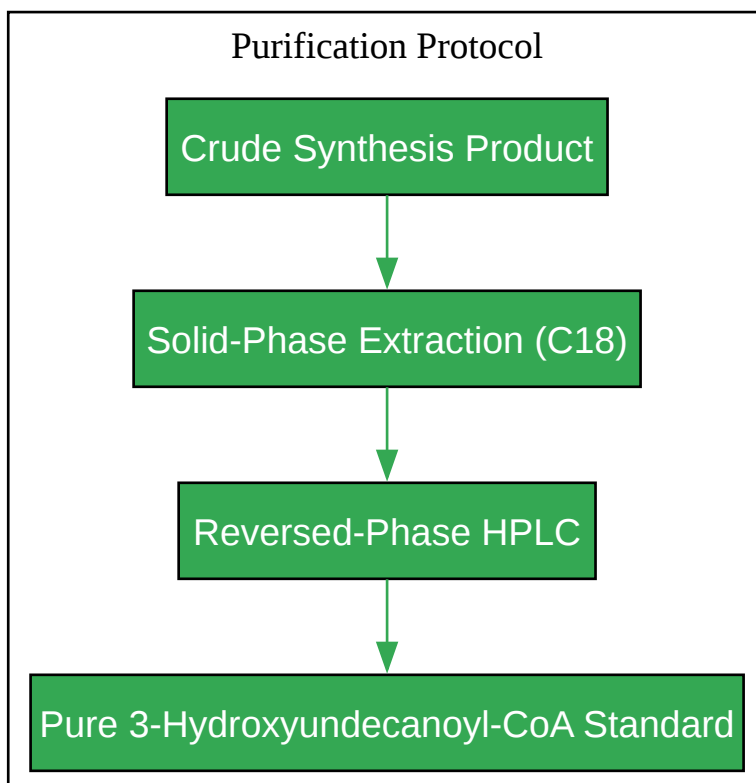 Purification Protocol
Crude Synthesis Product
Solid-Phase Extraction (C18)
Reversed-Phase HPLC
Pure 3-Hydroxyundecanoyl-CoA Standard